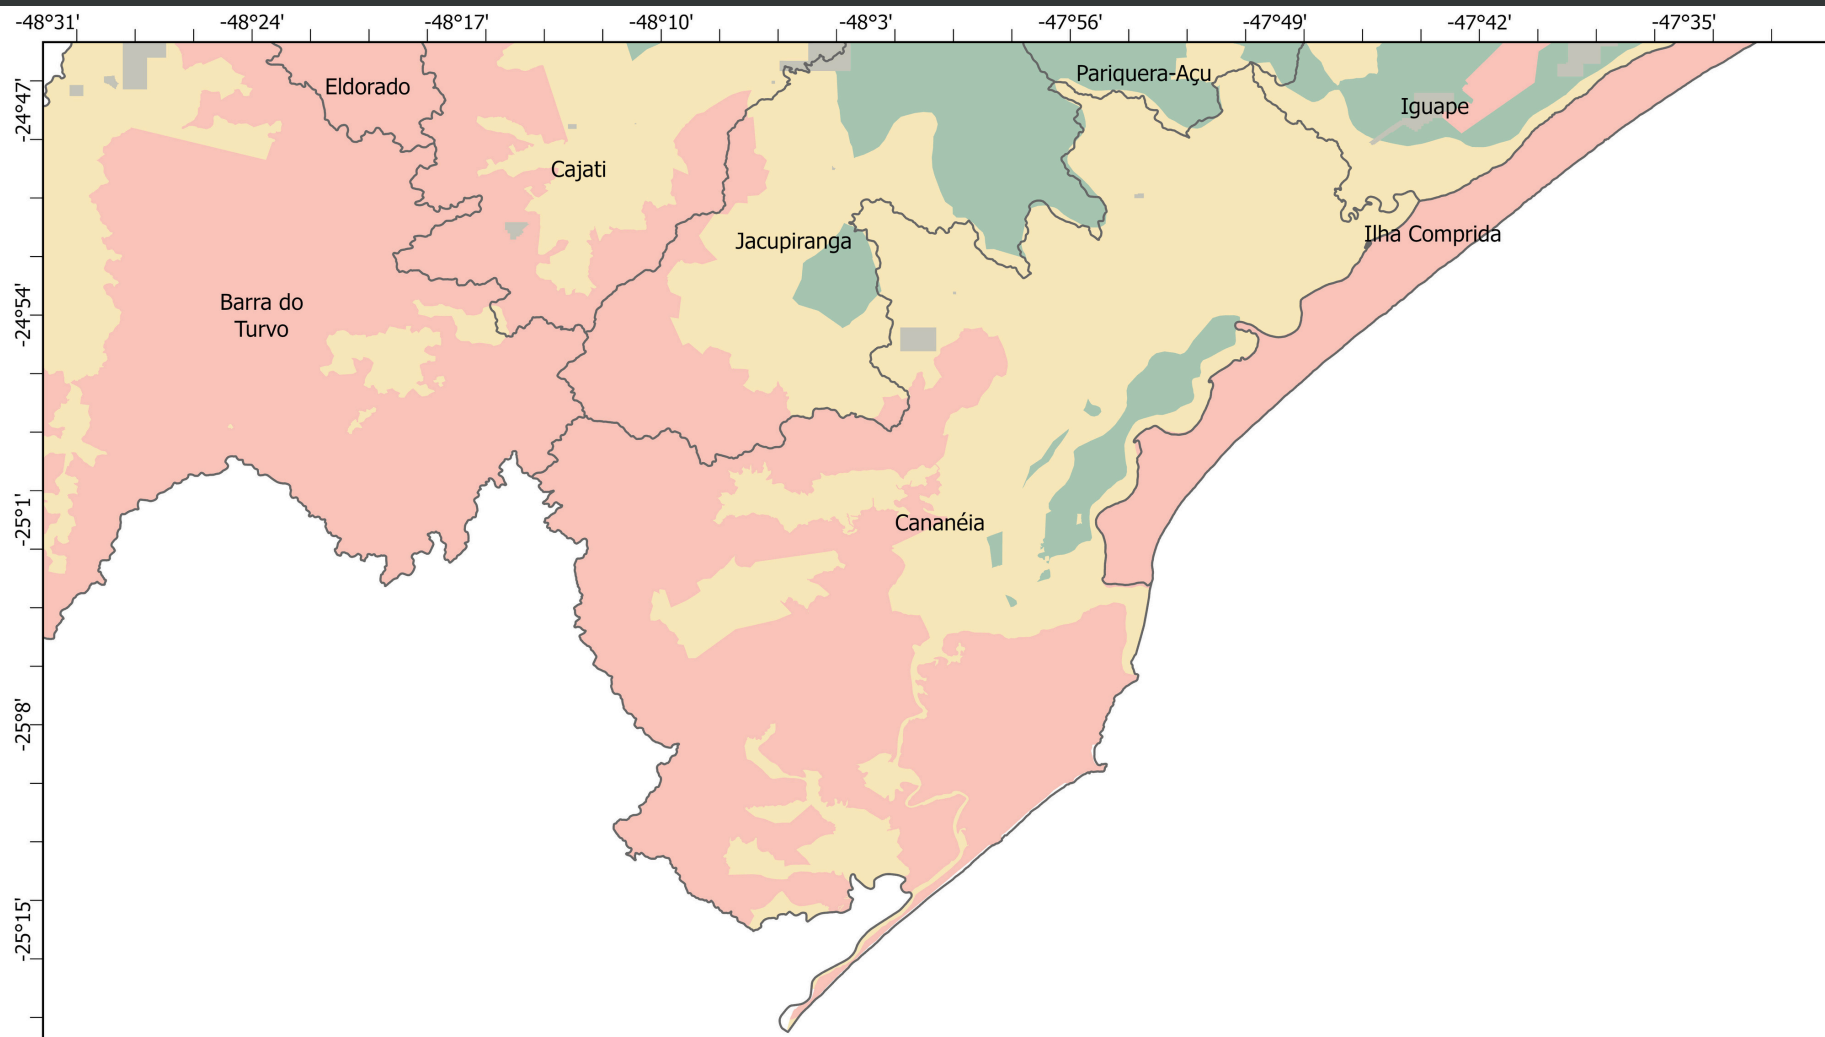 -48°31' -48°24' -48°17' -48°10' -48°3' -47°56' -47°49' -47°42' -47°35'
-24°47'
-24°54'
-25°1'
-25°8'
-25°15'
Pariquera-Açu
Eldorado
Iguape
Cajati
Ilha Comprida
Jacupiranga
Barra do
Turvo
Cananéia